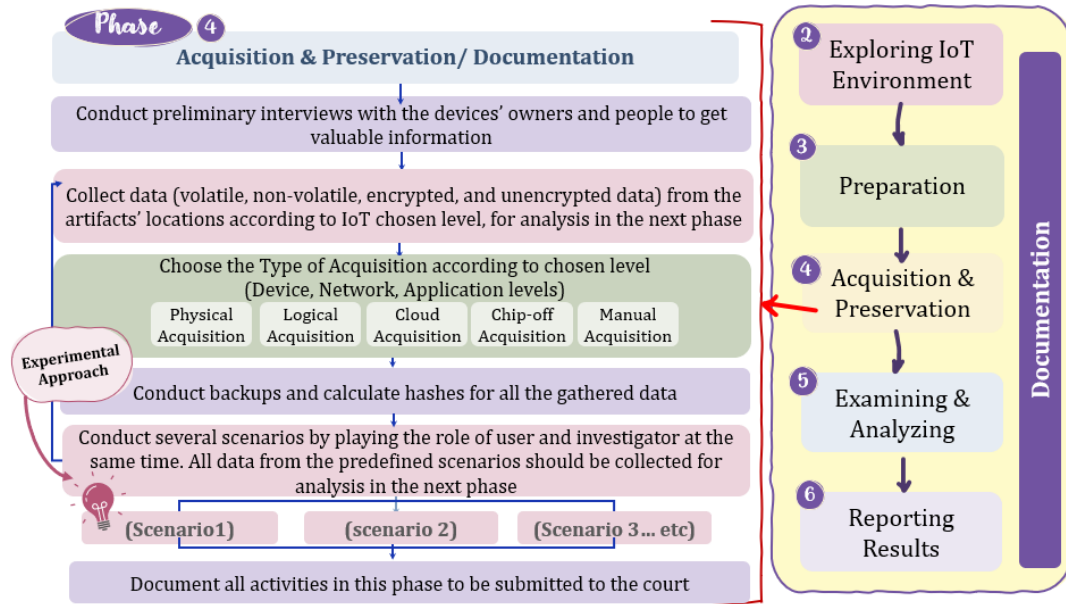 Phase 4
Acquisition & Preservation/ Documentation
Conduct preliminary interviews with the devices' owners and people to get
valuable information
Collect data (volatile, non-volatile, encrypted, and unencrypted data) from the
artifacts' locations according to IoT chosen level, for analysis in the next phase
Choose the Type of Acquisition according to chosen level
(Device, Network, Application levels)
Physical
Acquisition
Logical
Acquisition
Cloud
Acquisition
Chip-off
Acquisition
Manual
Acquisition
Experimental
Approach
Conduct backups and calculate hashes for all the gathered data
Conduct several scenarios by playing the role of user and investigator at the
same time. All data from the predefined scenarios should be collected for
analysis in the next phase
(Scenario1)
(scenario 2)
(Scenario 3... etc)
Document all activities in this phase to be submitted to the court
2
Exploring IoT
Environment
3
Preparation
4
Acquisition &
Preservation
5
Examining &
Analyzing
6
Reporting
Results
Documentation